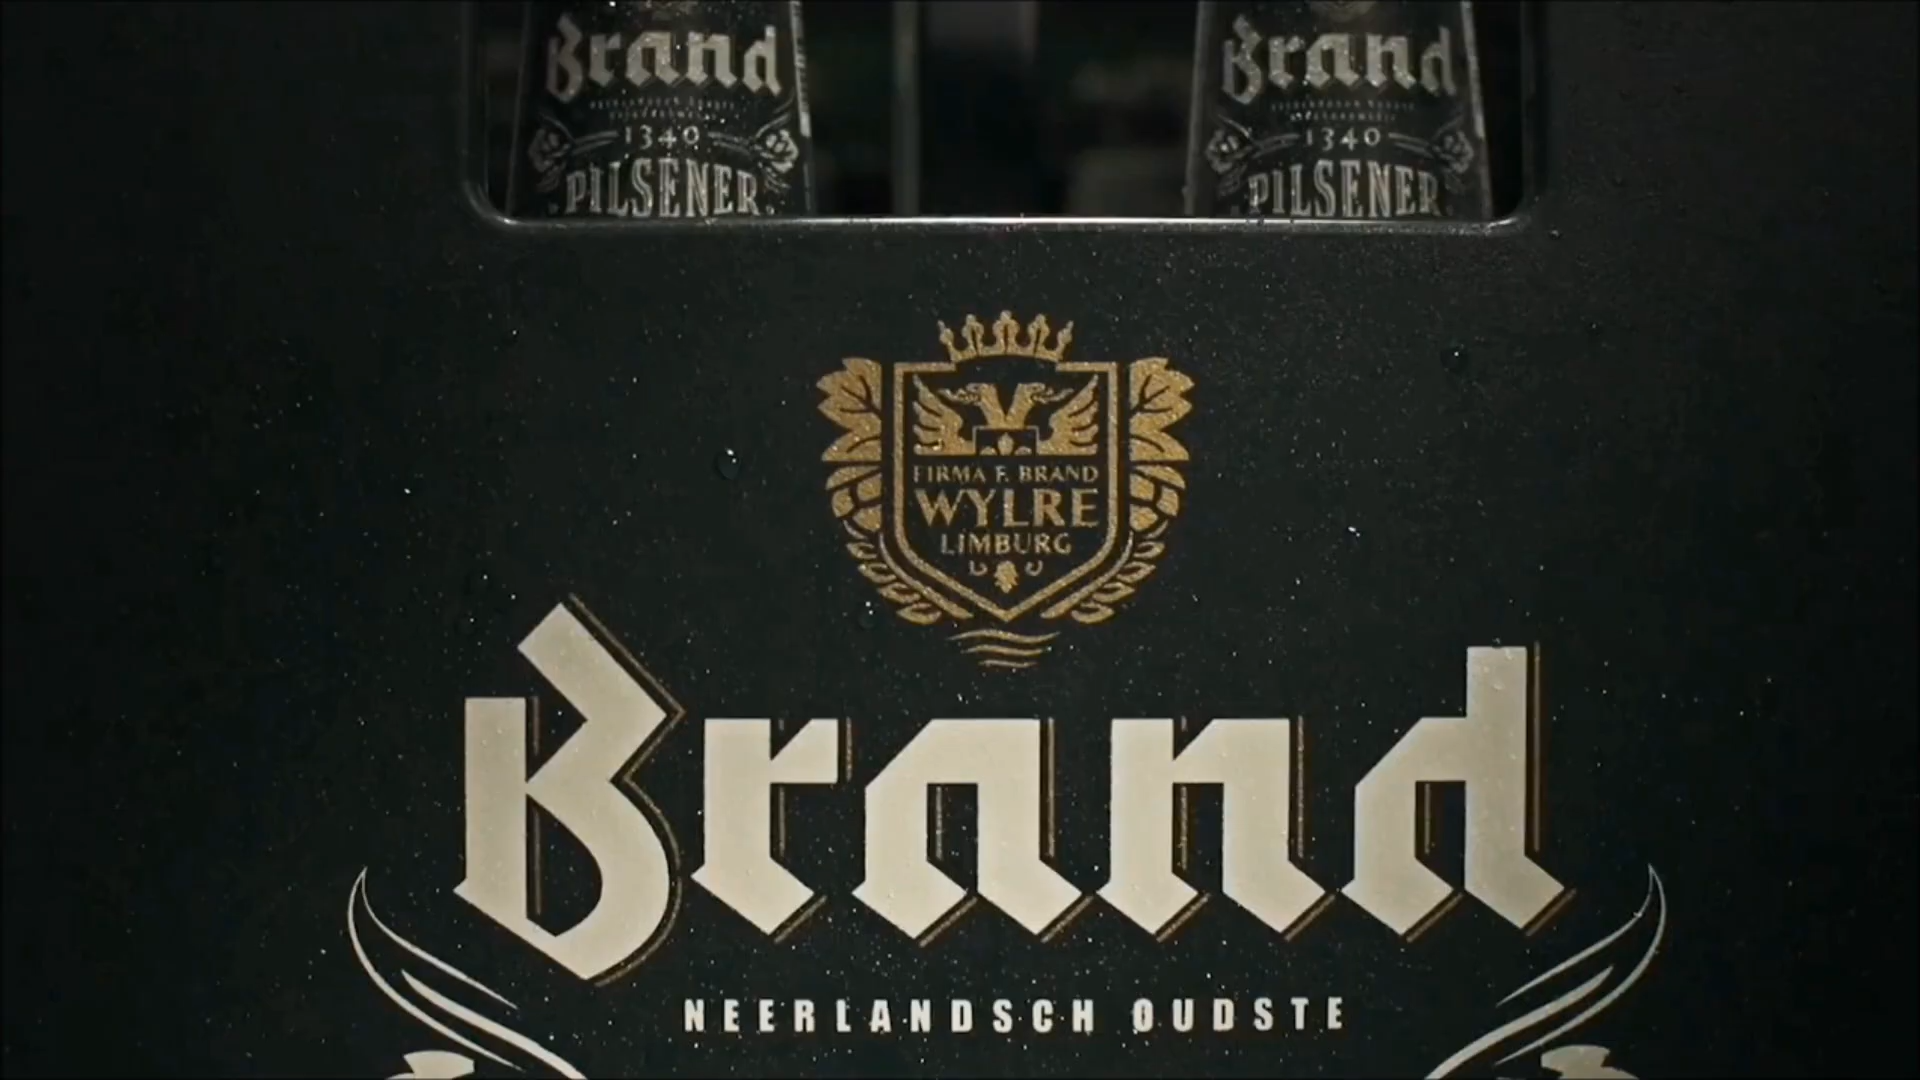 Brand
1340
PILSENER
Brand
1340
PILSENER
FIRMA F. BRAND
WYLRE
LIMBURG
Brand
NEERLANDSCH OUDSTE